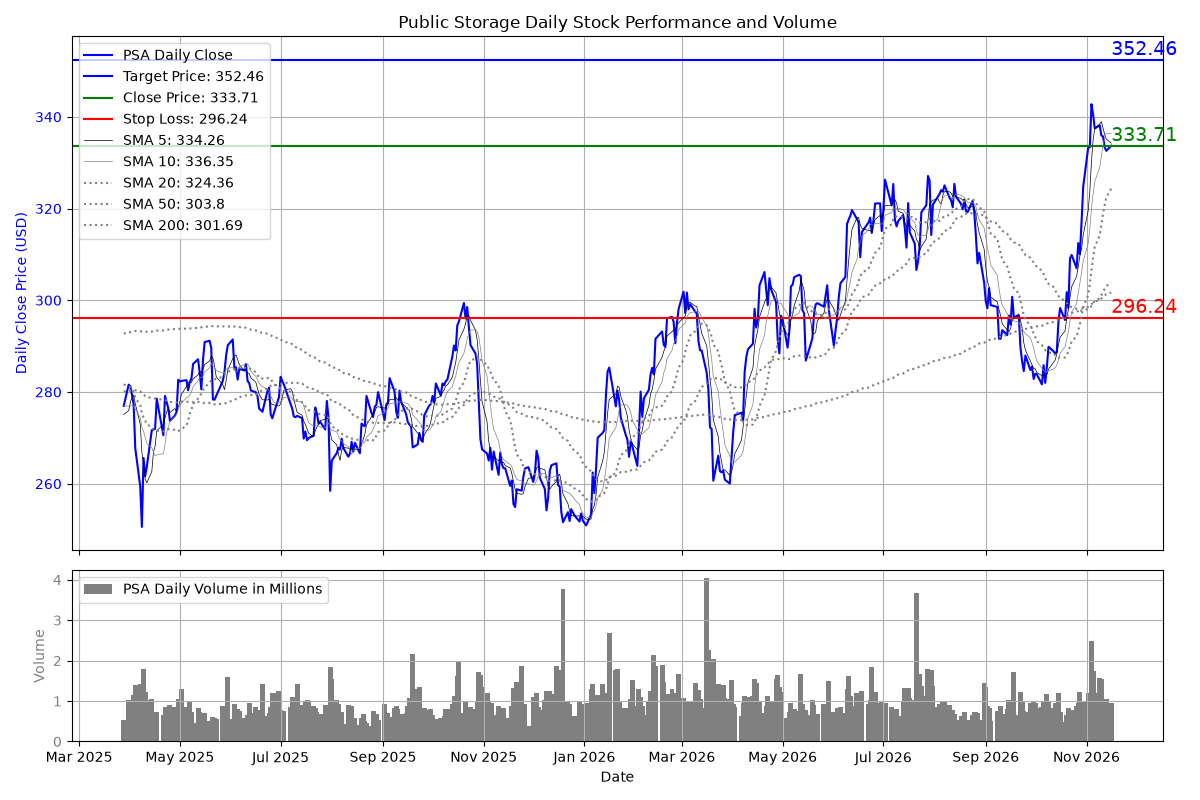 Public Storage Daily Stock Performance and Volume
352.46
PSA Daily Close
Target Price: 352.46
Close Price: 333.71
Stop Loss: 296.24
SMA 5: 334.26
SMA 10: 336.35
SMA 20: 324.36
SMA 50: 303.8
SMA 200: 301.69
333.71
296.24
340
320
300
280
260
Daily Close Price (USD)
PSA Daily Volume in Millions
4
3
2
1
0
Volume
Mar 2025 May 2025 Jul 2025 Sep 2025 Nov 2025 Jan 2026 Mar 2026 May 2026 Jul 2026 Sep 2026 Nov 2026
Date